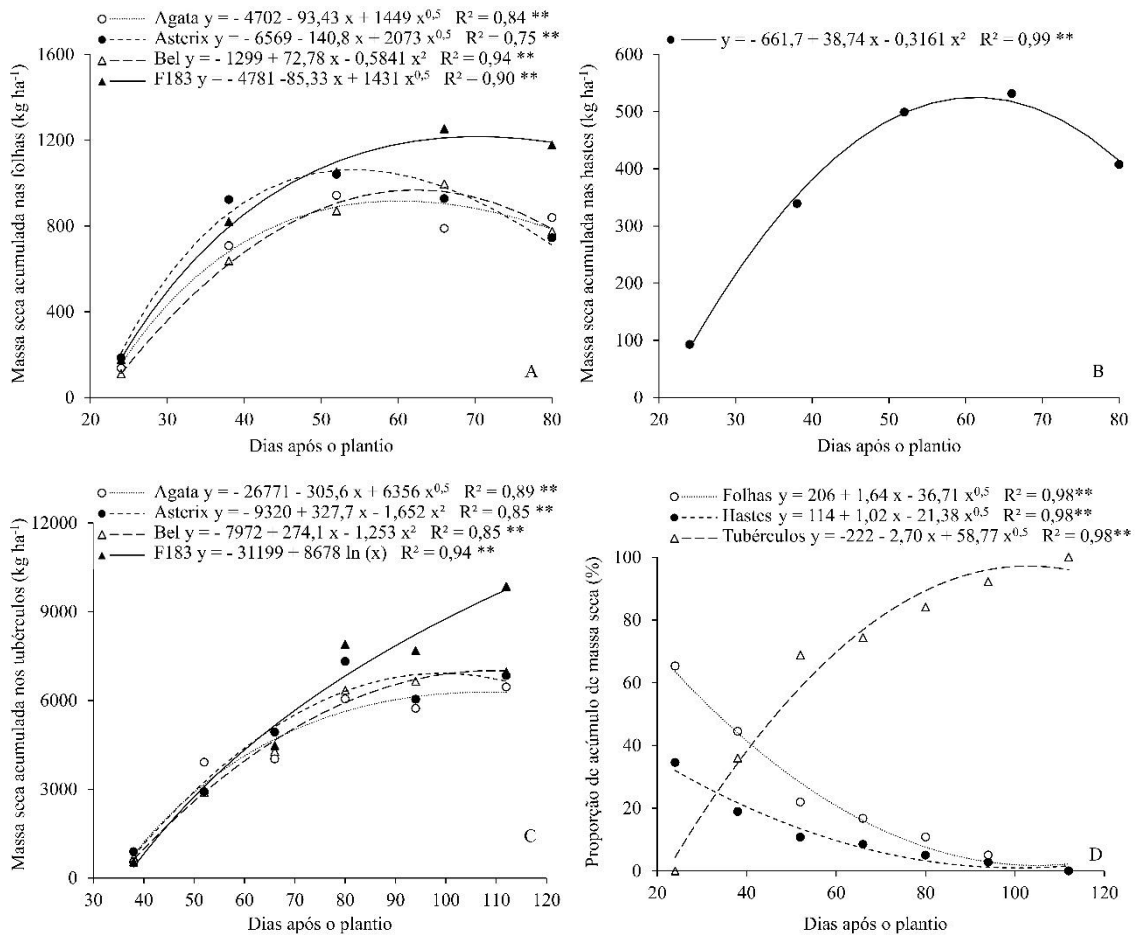 Agata y = - 4702 - 93,43 x + 1449 x^0,5 R² = 0,84 **
Asterix y = - 6569 - 140,8 x + 2073 x^0,5 R² = 0,75 **
Bel y = - 1299 + 72,78 x - 0,5841 x² R² = 0,94 **
F183 y = - 4781 -85,33 x + 1431 x^0,5 R² = 0,90 **
Massa seca acumulada nas folhas (kg ha⁻¹)
1600
1200
800
400
0
A
20 30 40 50 60 70 80
Dias após o plantio
y = - 661,7 + 38,74 x - 0,3161 x² R² = 0,99 **
Massa seca acumulada nas hastes (kg ha⁻¹)
600
500
400
300
200
100
0
B
20 30 40 50 60 70 80
Dias após o plantio
Agata y = - 26771 - 305,6 x + 6356 x^0,5 R² = 0,89 **
Asterix y = - 9320 + 327,7 x - 1,652 x² R² = 0,85 **
Bel y = - 7972 + 274,1 x - 1,253 x² R² = 0,85 **
F183 y = - 31199 + 8678 ln (x) R² = 0,94 **
Massa seca acumulada nos tubérculos (kg ha⁻¹)
12000
9000
6000
3000
0
C
30 40 50 60 70 80 90 100 110 120
Dias após o plantio
Folhas y = 206 + 1,64 x - 36,71 x^0,5 R² = 0,98**
Hastes y = 114 + 1,02 x - 21,38 x^0,5 R² = 0,98**
Tubérculos y = -222 - 2,70 x + 58,77 x^0,5 R² = 0,98**
Proporção de acúmulo de massa seca (%)
100
80
60
40
20
0
D
20 40 60 80 100 120
Dias após o plantio